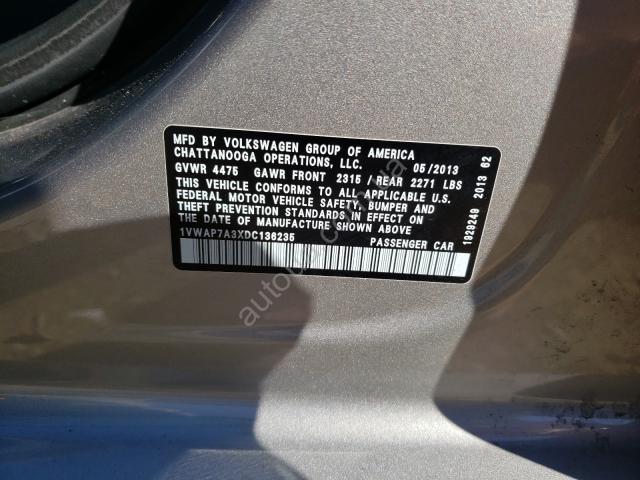 MFD BY VOLKSWAGEN GROUP OF AMERICA
CHATTANOOGA OPERATIONS, LLC. 05/2013
GVWR 4475 GAWR FRONT 2315 / REAR 2271 LBS
THIS VEHICLE CONFORMS TO ALL APPLICABLE U.S.
FEDERAL MOTOR VEHICLE SAFETY, BUMPER AND
THEFT PREVENTION STANDARDS IN EFFECT ON
THE DATE OF MANUFACTURE SHOWN ABOVE.
1VWAP7A3XDC136235 PASSENGER CAR
1929249 2013 62